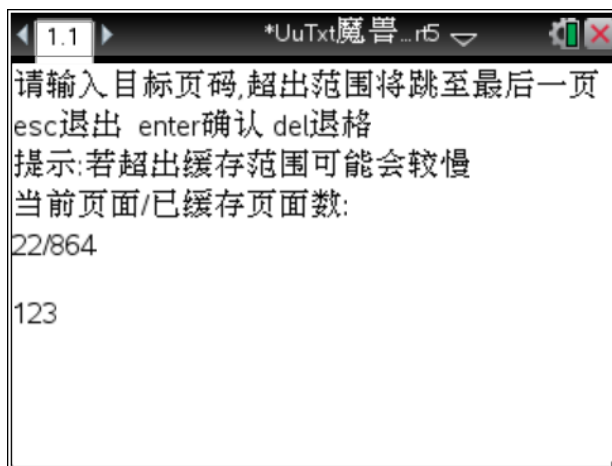 1.1 *UuTxt魔兽...rt5
请输入目标页码,超出范围将跳至最后一页
esc退出 enter确认 del退格
提示:若超出缓存范围可能会较慢
当前页面/已缓存页面数:
22/864
123